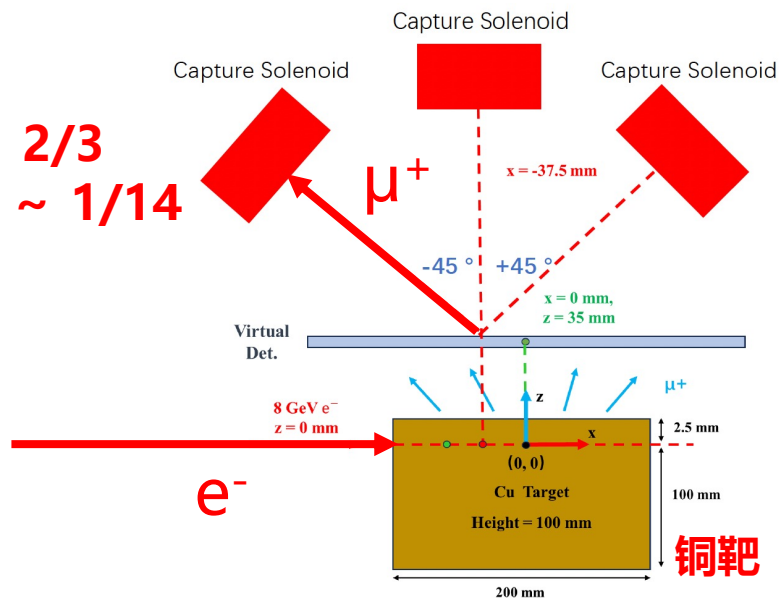 Capture Solenoid
Capture Solenoid
Capture Solenoid
2/3
~ 1/14
μ⁺
x = -37.5 mm
-45 °
+45 °
x = 0 mm,
z = 35 mm
Virtual
Det.
μ+
8 GeV e⁻
z = 0 mm
z
x
2.5 mm
(0, 0)
e⁻
Cu Target
Height = 100 mm
100 mm
铜靶
200 mm